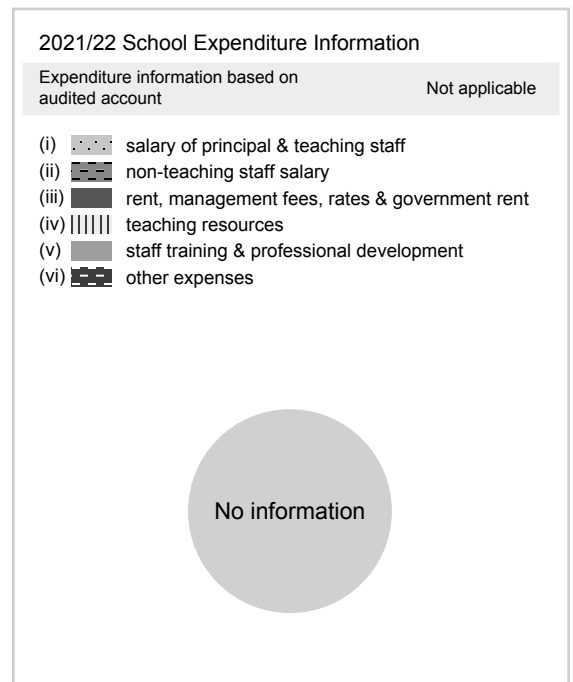 2021/22 School Expenditure Information
Expenditure information based on
audited account
Not applicable
(i) salary of principal & teaching staff
(ii) non-teaching staff salary
(iii) rent, management fees, rates & government rent
(iv) teaching resources
(v) staff training & professional development
(vi) other expenses
No information